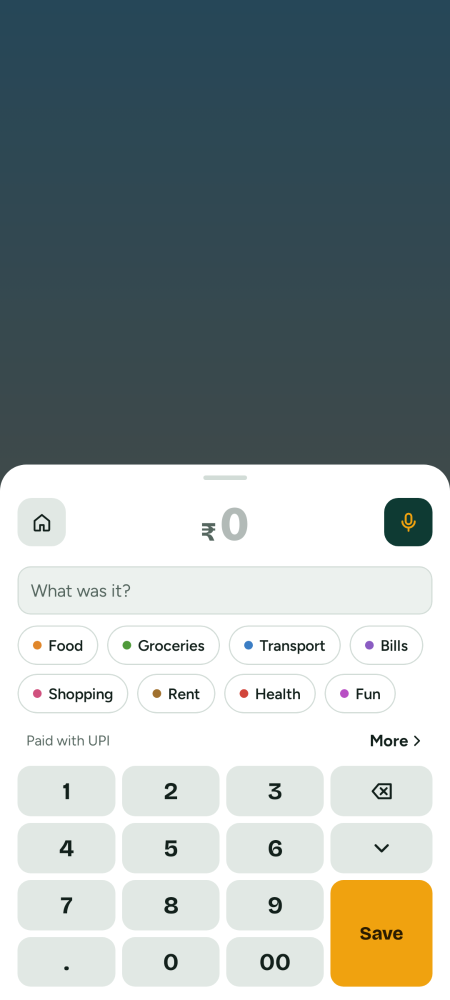 ₹0
What was it?
Food Groceries Transport Bills
Shopping Rent Health Fun
Paid with UPI More
1 2 3
4 5 6
7 8 9
Save
. 0 00